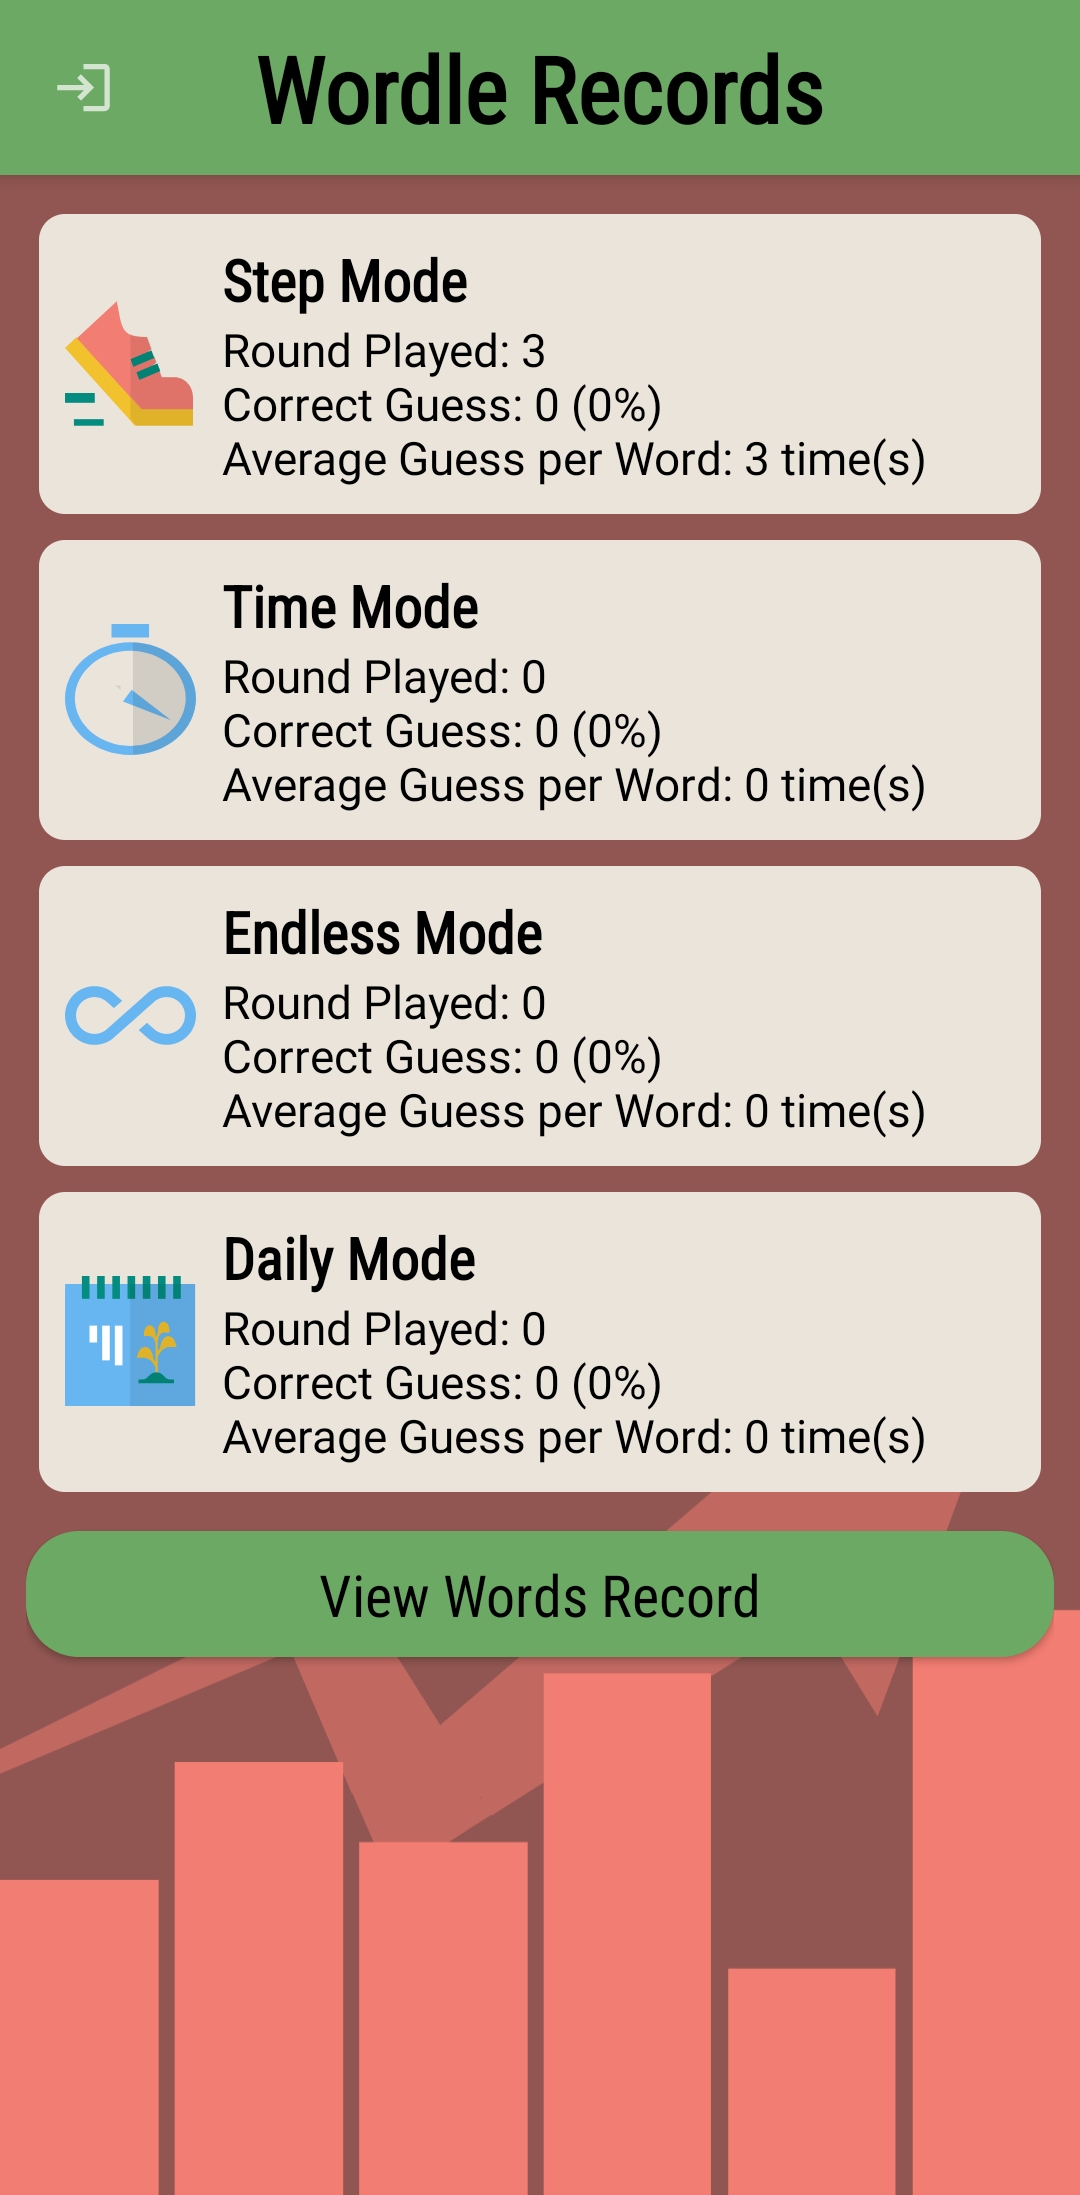 Wordle Records
Step Mode
Round Played: 3
Correct Guess: 0 (0%)
Average Guess per Word: 3 time(s)
Time Mode
Round Played: 0
Correct Guess: 0 (0%)
Average Guess per Word: 0 time(s)
Endless Mode
Round Played: 0
Correct Guess: 0 (0%)
Average Guess per Word: 0 time(s)
Daily Mode
Round Played: 0
Correct Guess: 0 (0%)
Average Guess per Word: 0 time(s)
View Words Record